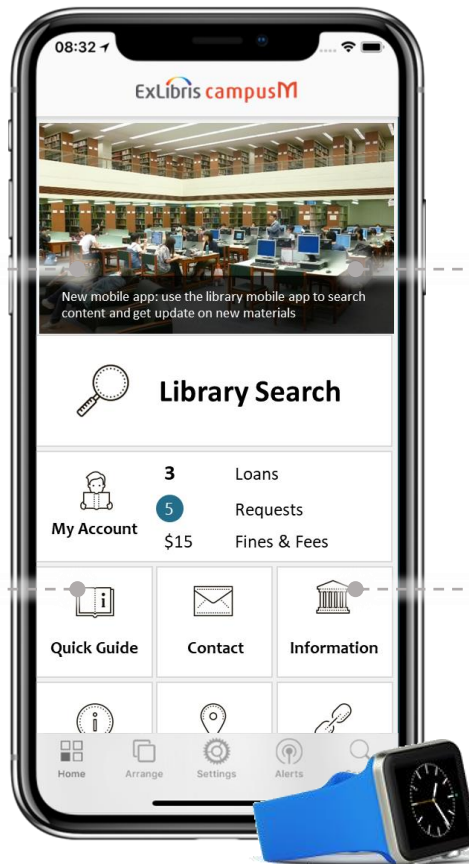 08:32
ExLibris campusM
New mobile app: use the library mobile app to search
content and get update on new materials
Library Search
My Account
3 Loans
5 Requests
$15 Fines & Fees
Quick Guide
Contact
Information
Home
Arrange
Settings
Alerts